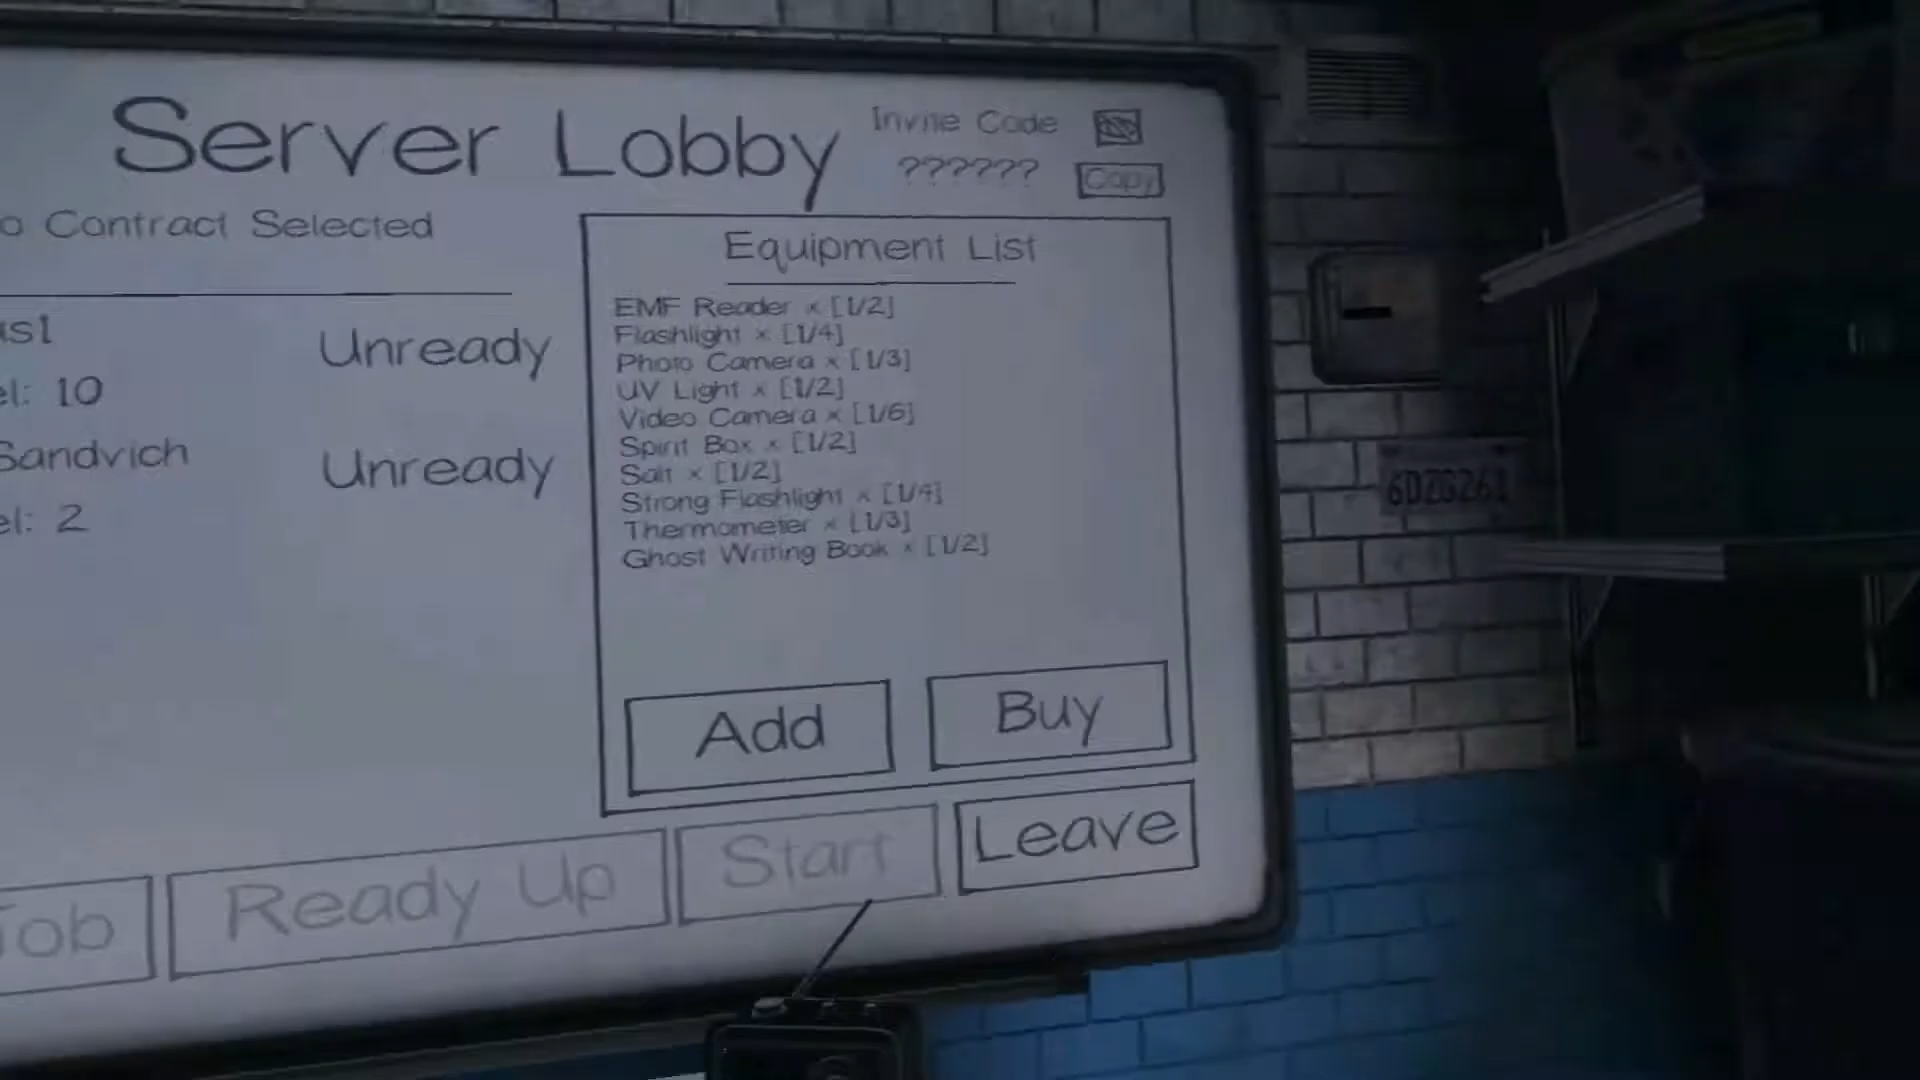 Server Lobby
Invite Code
??????
Copy
o Contract Selected
Equipment List
EMF Reader x [1/2]
Flashlight x [1/4]
Photo Camera x [1/3]
UV Light x [1/2]
Video Camera x [1/6]
Spirit Box x [1/2]
Salt x [1/2]
Strong Flashlight x [1/4]
Thermometer x [1/3]
Ghost Writing Book x [1/2]
us1
Unready
el: 10
Sandvich
Unready
el: 2
Add
Buy
Job
Ready Up
Start
Leave